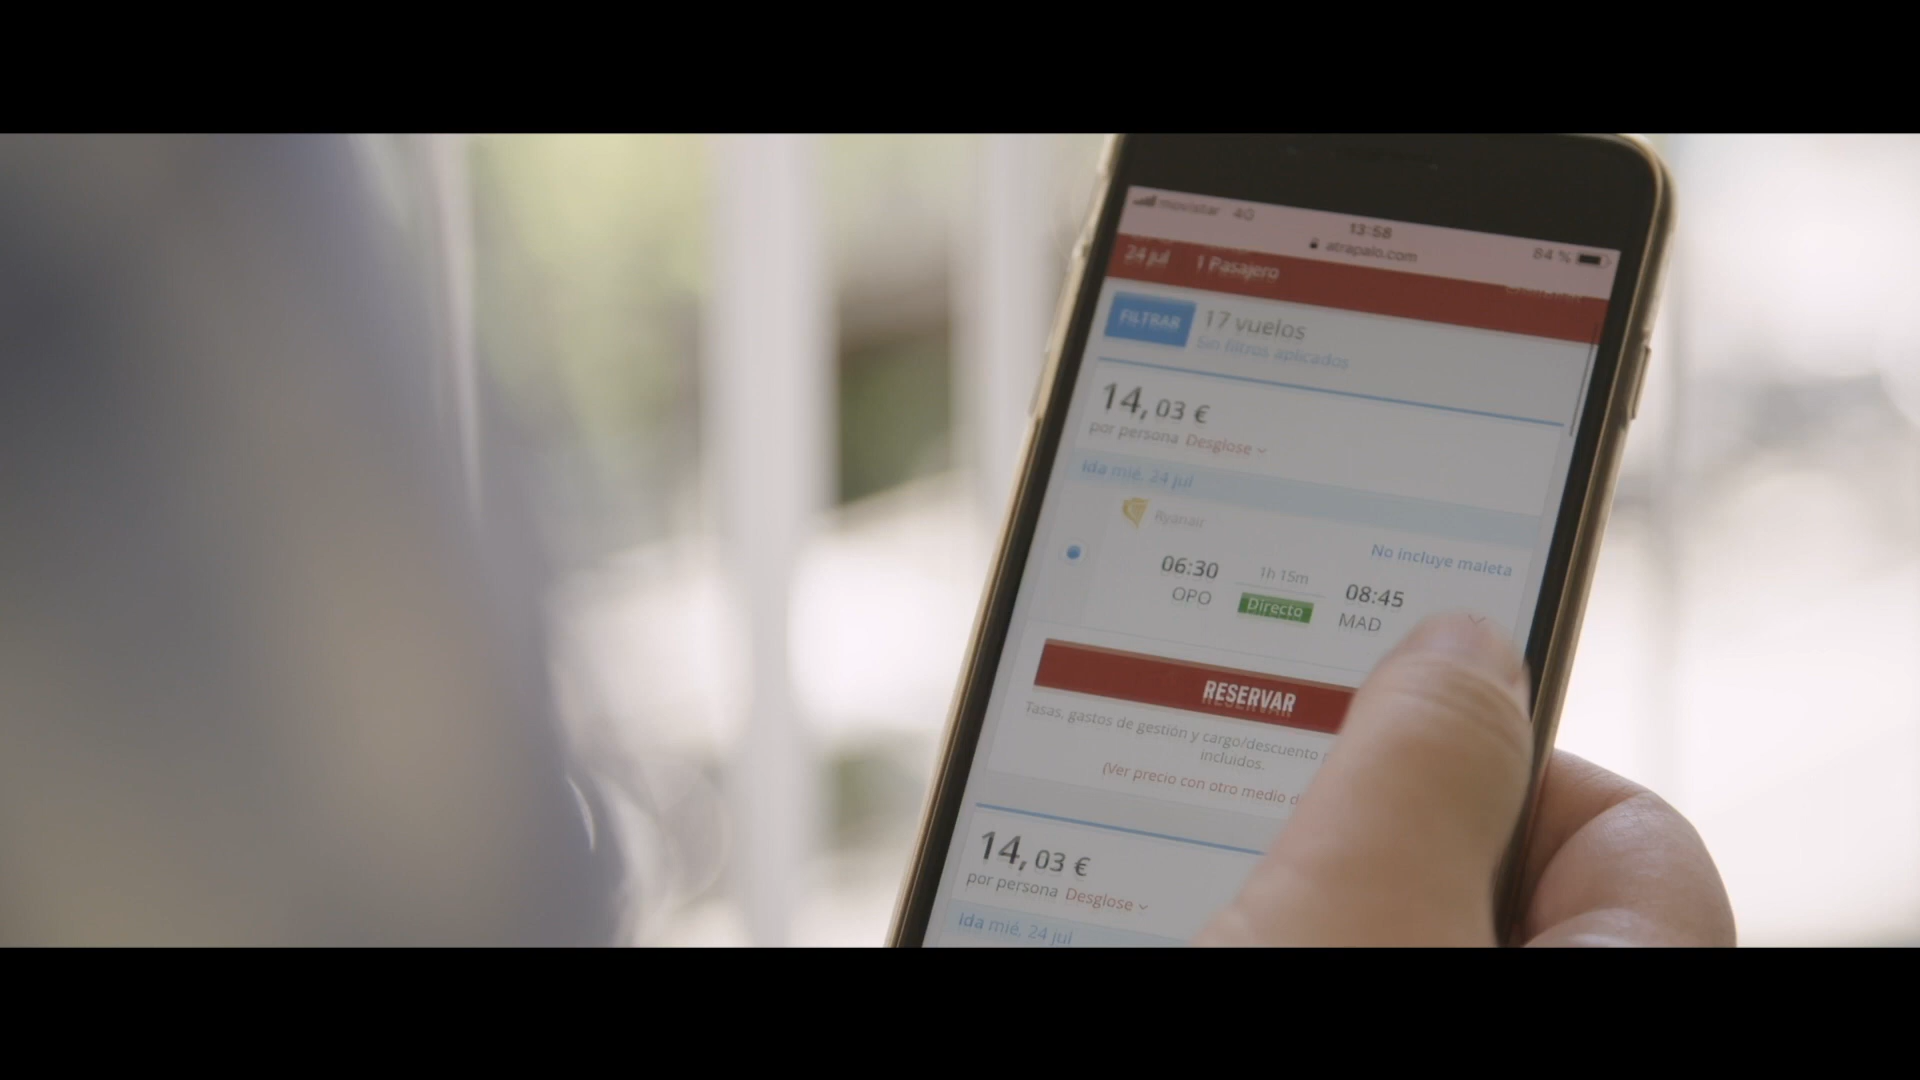 movistar 4G
13:58
84 %
atrapalo.com
24 jul 1 Pasajero
FILTRAR
17 vuelos
Sin filtros aplicados
14,03 €
por persona Desglose
Ida mié, 24 jul
Ryanair
No incluye maleta
06:30
1h 15m
08:45
OPO
Directo
MAD
RESERVAR
Tasas, gastos de gestión y cargo/descuento
incluidos.
(Ver precio con otro medio
14,03 €
por persona Desglose
Ida mié, 24 jul